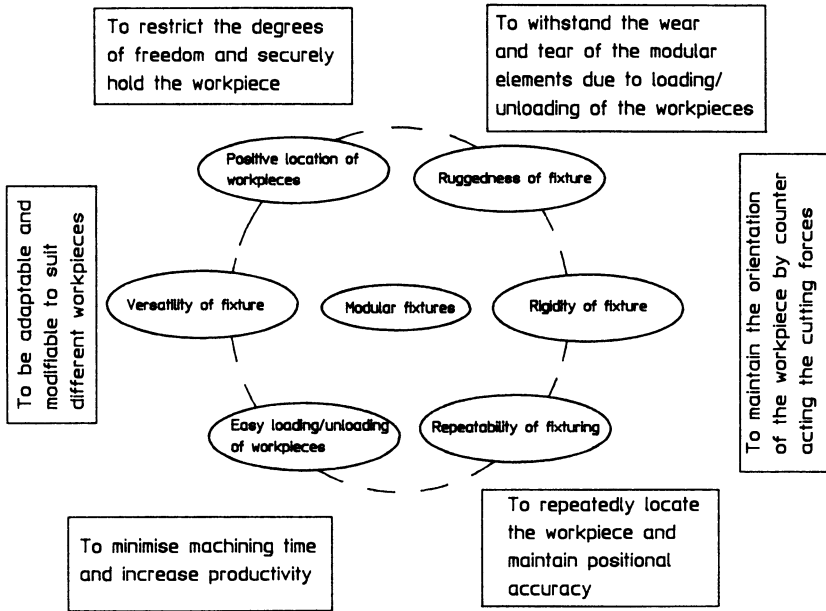 To restrict the degrees
of freedom and securely
hold the workpiece
To withstand the wear
and tear of the modular
elements due to loading/
unloading of the workpieces
Positive location of
workpieces
Ruggedness of fixture
To be adaptable and
modifiable to suit
different workpieces
Versatility of fixture
Modular fixtures
Rigidity of fixture
To maintain the orientation
of the workpiece by counter
acting the cutting forces
Easy loading/unloading
of workpieces
Repeatability of fixturing
To minimise machining time
and increase productivity
To repeatedly locate
the workpiece and
maintain positional
accuracy